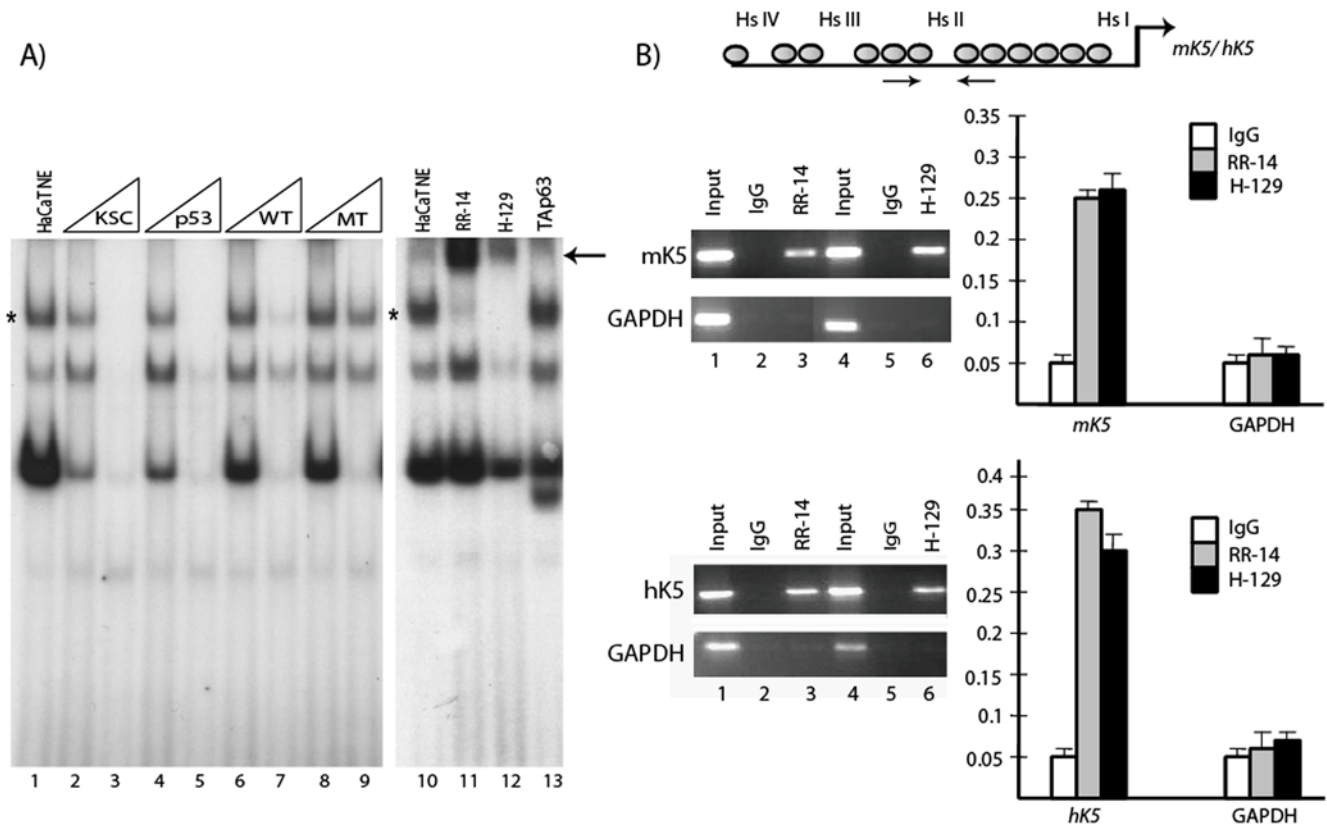 A)
HaCaT NE
KSC
p53
WT
MT
HaCaT NE
RR-14
H-129
TAp63
*
*
1 2 3 4 5 6 7 8 9
10 11 12 13
B)
Hs IV Hs III Hs II Hs I
mK5/hK5
Input IgG RR-14 Input IgG H-129
mK5
GAPDH
1 2 3 4 5 6
0.35
0.3
0.25
0.2
0.15
0.1
0.05
IgG
RR-14
H-129
mK5 GAPDH
Input IgG RR-14 Input IgG H-129
hK5
GAPDH
1 2 3 4 5 6
0.4
0.35
0.3
0.25
0.2
0.15
0.1
0.05
IgG
RR-14
H-129
hK5 GAPDH